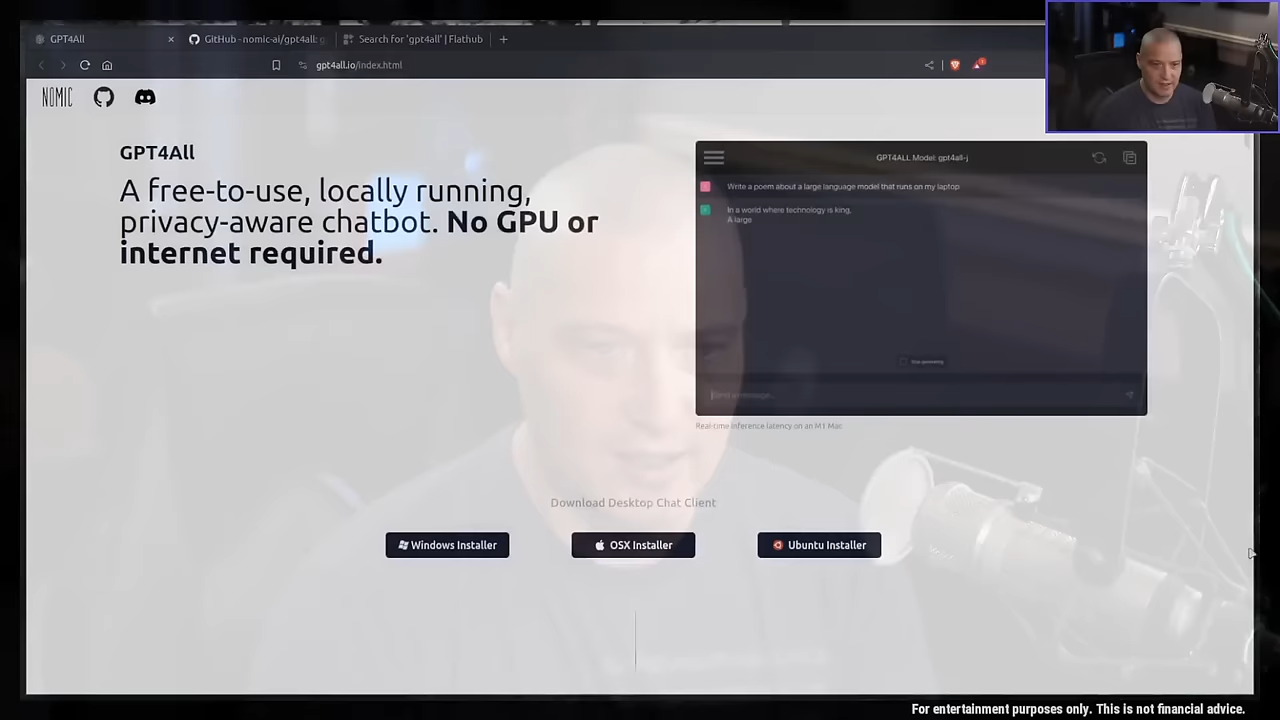 GPT4All
GitHub - nomic-ai/gpt4all: g
Search for 'gpt4all' | Flathub
gpt4all.io/index.html
NOMIC
GPT4All
A free-to-use, locally running,
privacy-aware chatbot. No GPU or
internet required.
GPT4ALL Model: gpt4all-j
Write a poem about a large language model that runs on my laptop
In a world where technology is king,
A large
Send a message...
Real-time inference latency on an M1 Mac
Download Desktop Chat Client
Windows Installer
OSX Installer
Ubuntu Installer
For entertainment purposes only. This is not financial advice.